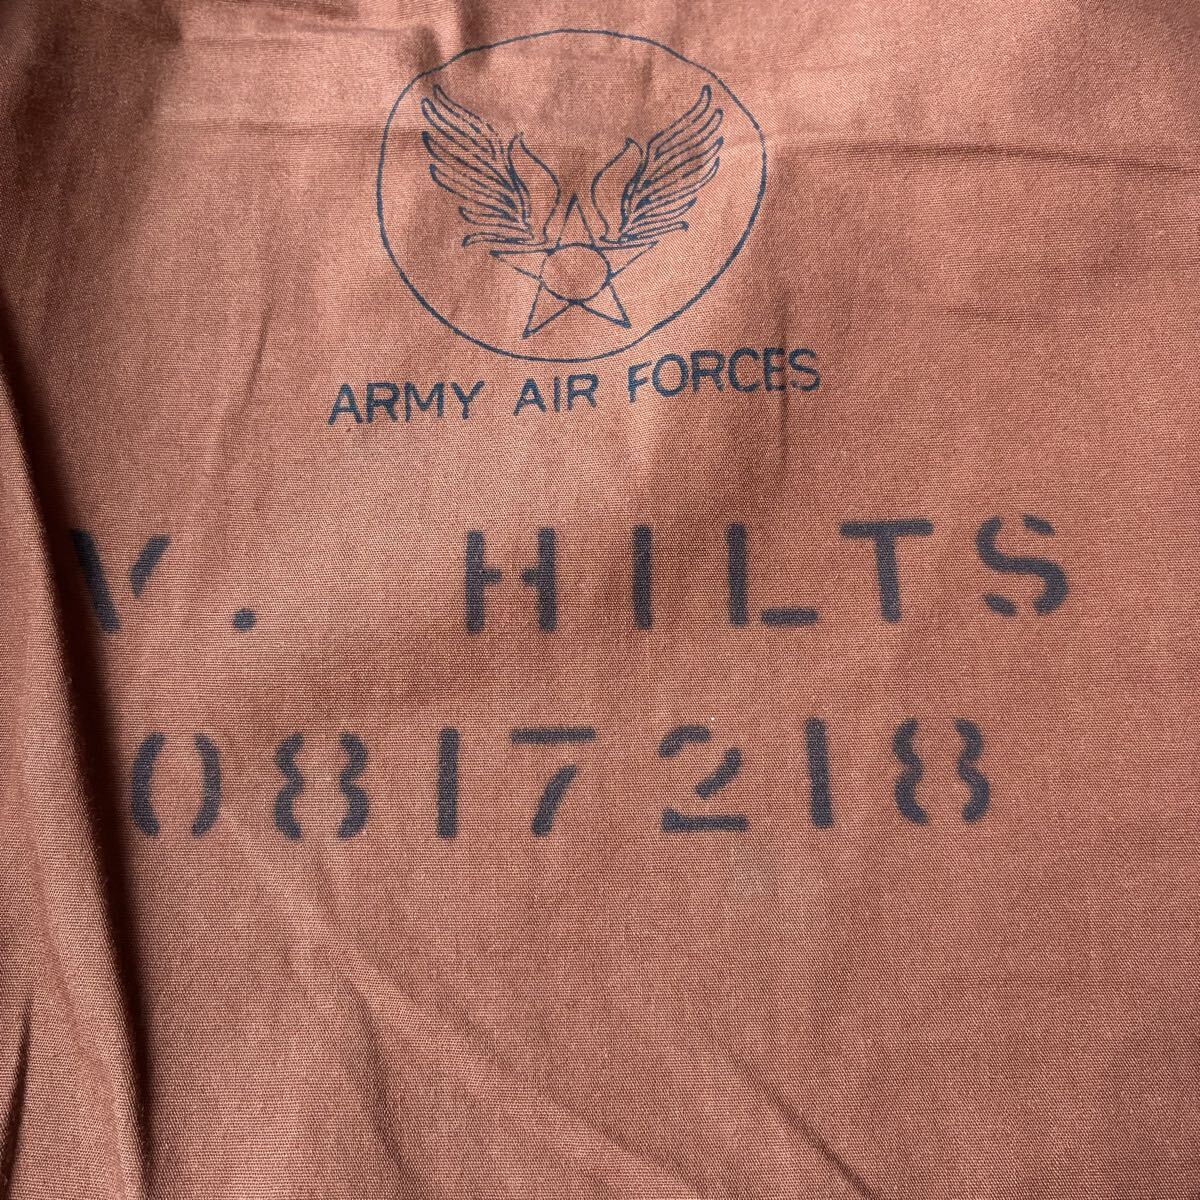 ARMY AIR FORCES
V. HILTS
0817218